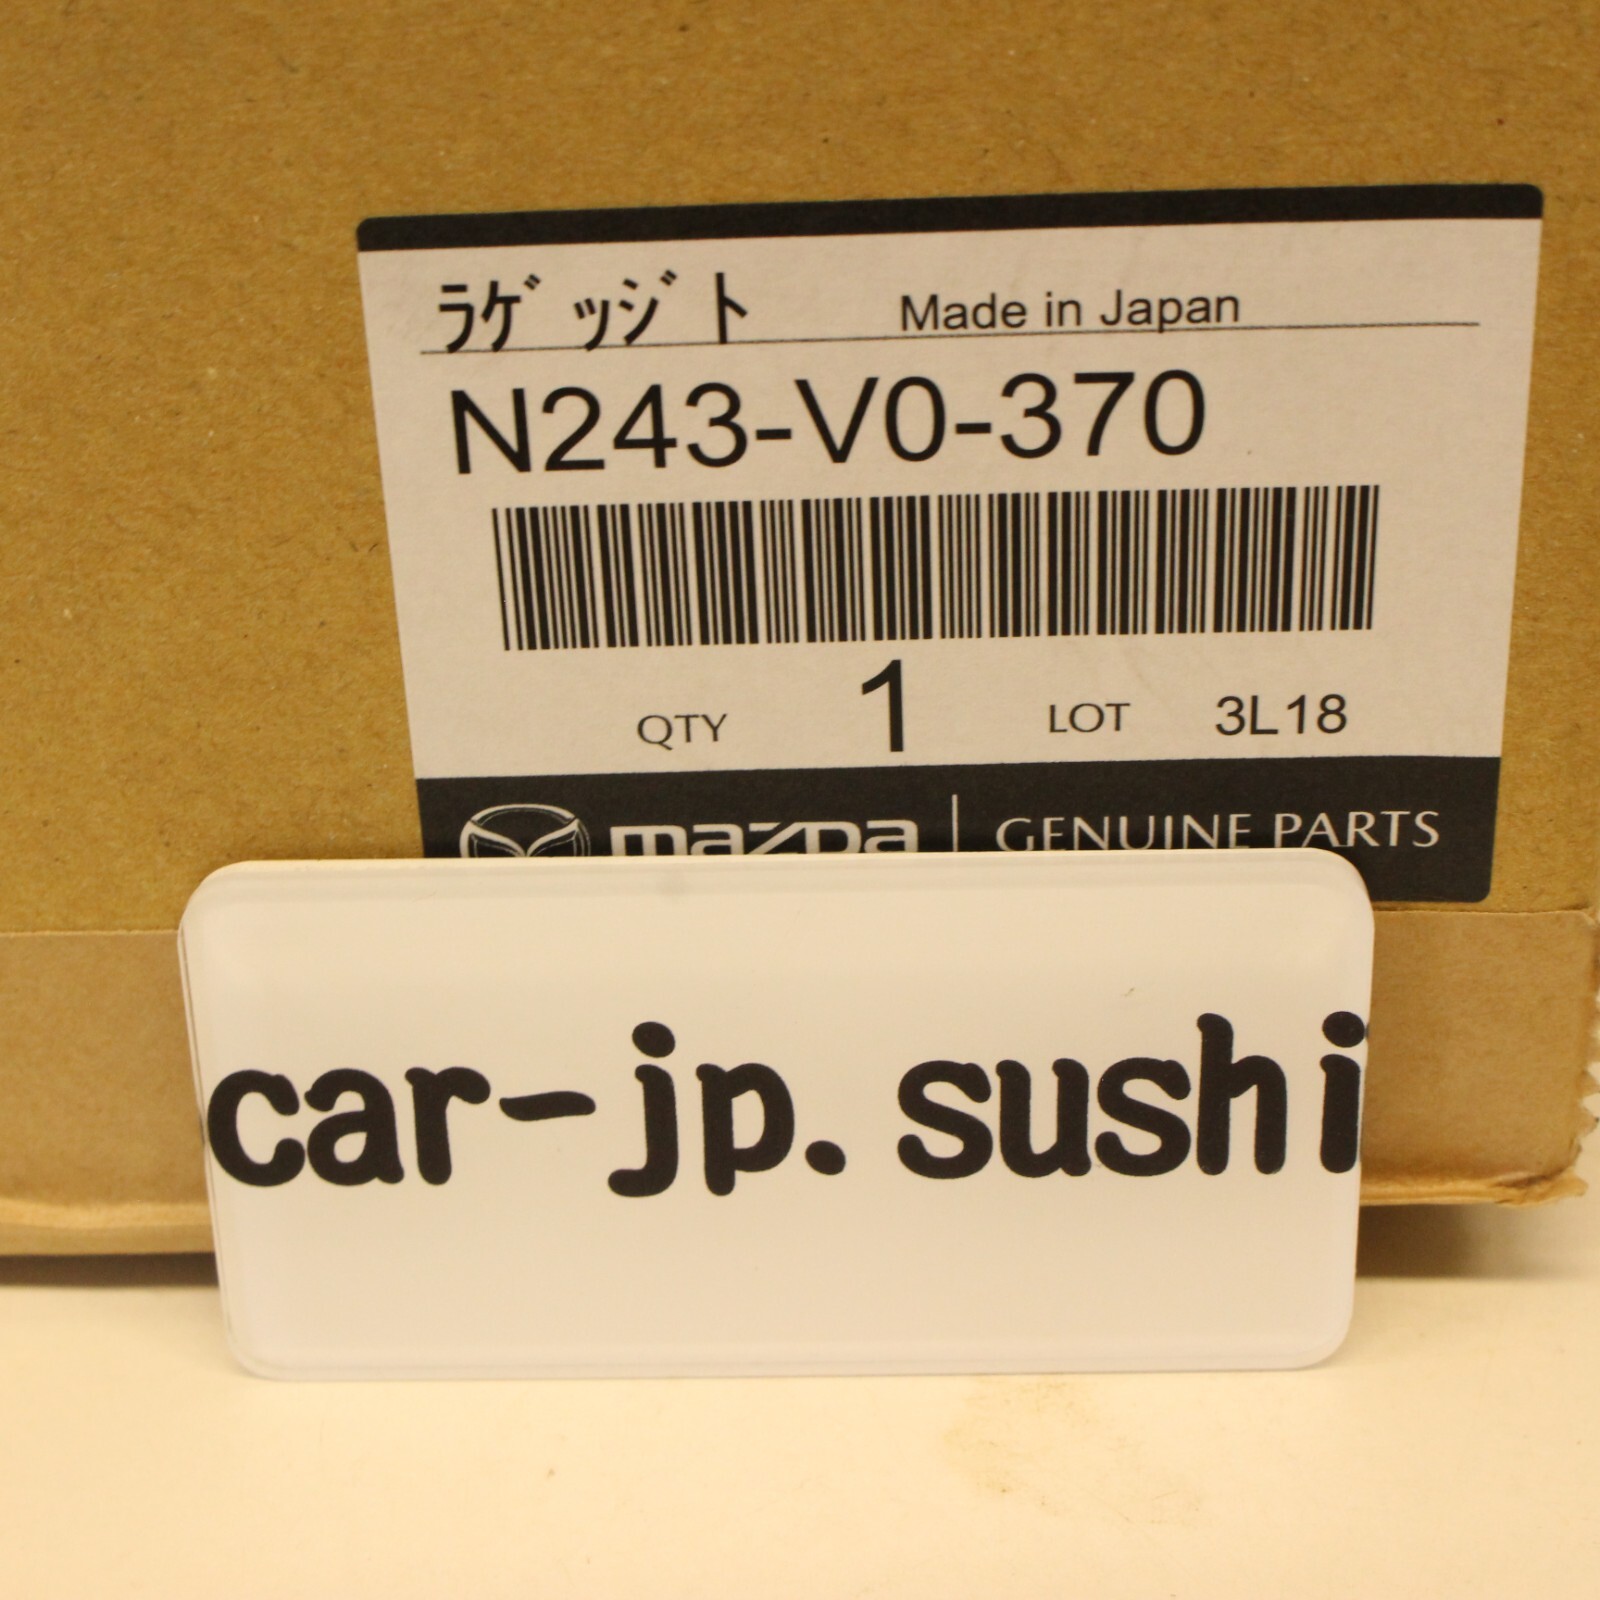 ﾗｹﾞｯｼﾞﾄ Made in Japan
N243-V0-370
QTY 1 LOT 3L18
mazda GENUINE PARTS
car-jp.sushi